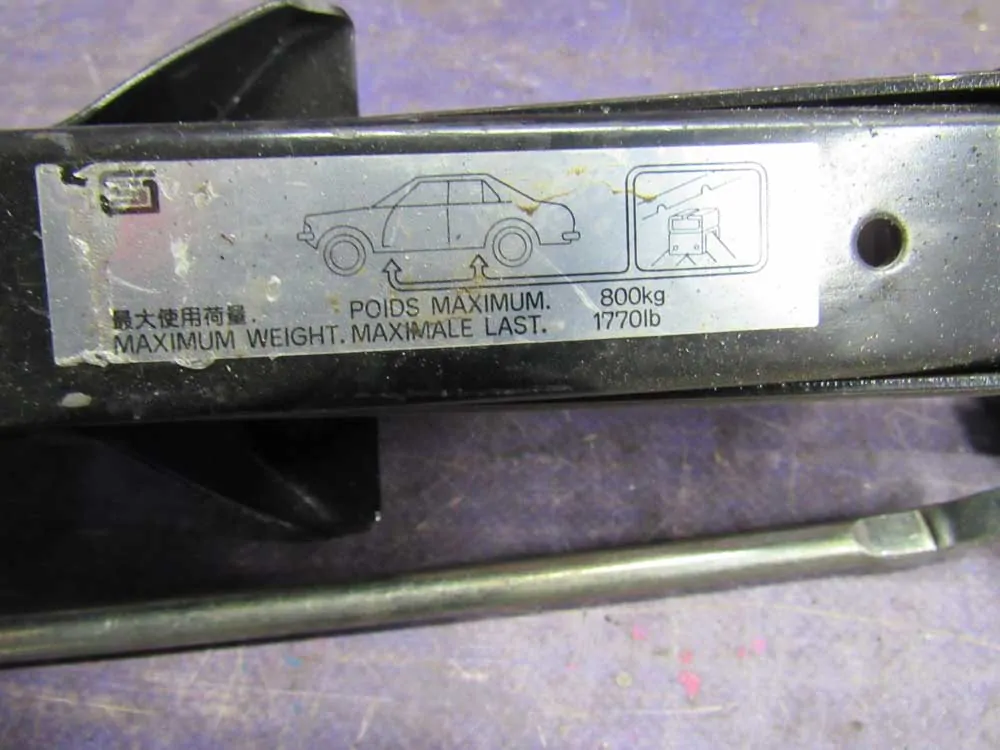 POIDS MAXIMUM. 800kg
最大使用荷量.
MAXIMUM WEIGHT. MAXIMALE LAST. 1770lb